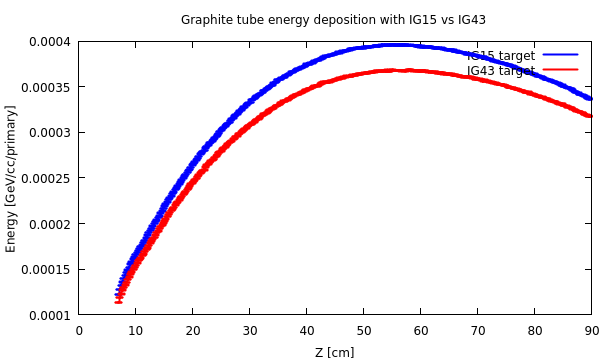 Graphite tube energy deposition with IG15 vs IG43
0.0004
0.00035
0.0003
0.00025
0.0002
0.00015
0.0001
Energy [GeV/cc/primary]
IG15 target
IG43 target
0 10 20 30 40 50 60 70 80 90
Z [cm]